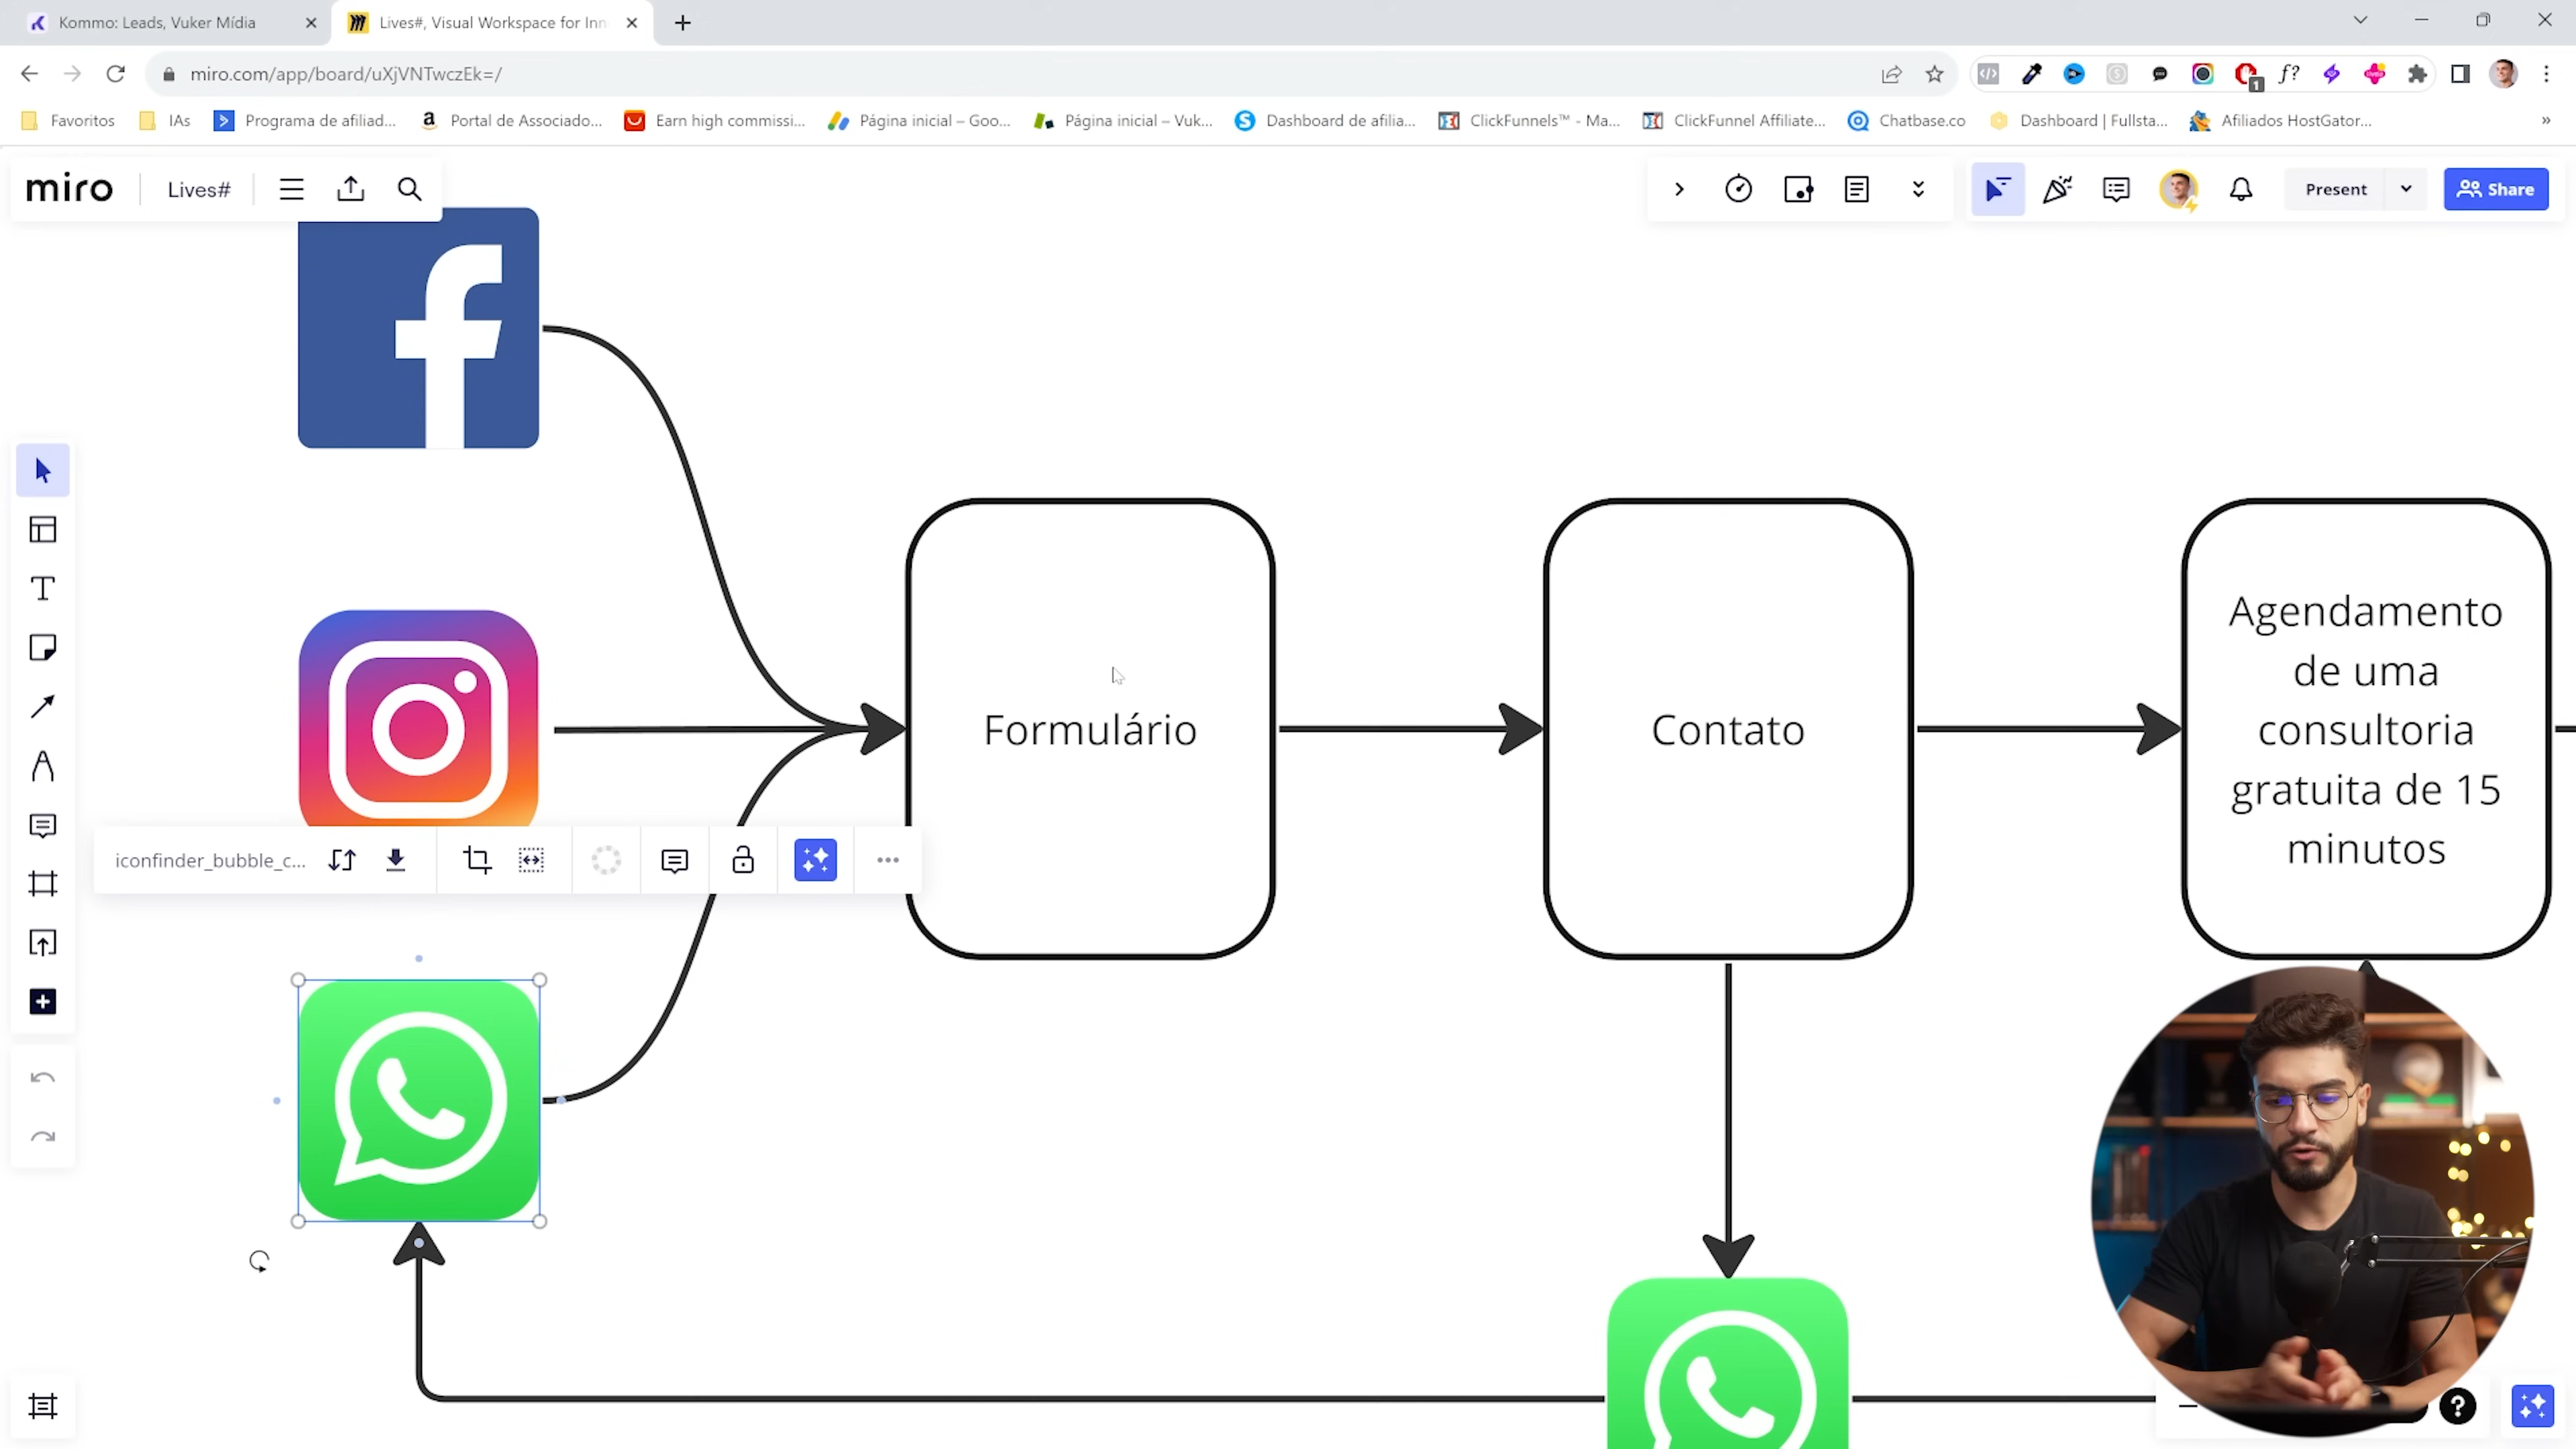 Kommo: Leads, Vuker Mídia
Lives#, Visual Workspace for Inn
miro.com/app/board/uXjVNTwczEk=/
1
f?
Favoritos
IAs
Programa de afiliad...
Portal de Associado...
Earn high commissi...
Página inicial – Goo...
Página inicial – Vuk...
Dashboard de afilia...
ClickFunnels™ - Ma...
ClickFunnel Affiliate...
Chatbase.co
Dashboard | Fullsta...
Afiliados HostGator...
»
miro
Lives#
Present
Share
Formulário
Contato
Agendamento
de uma
consultoria
gratuita de 15
minutos
iconfinder_bubble_c...
?